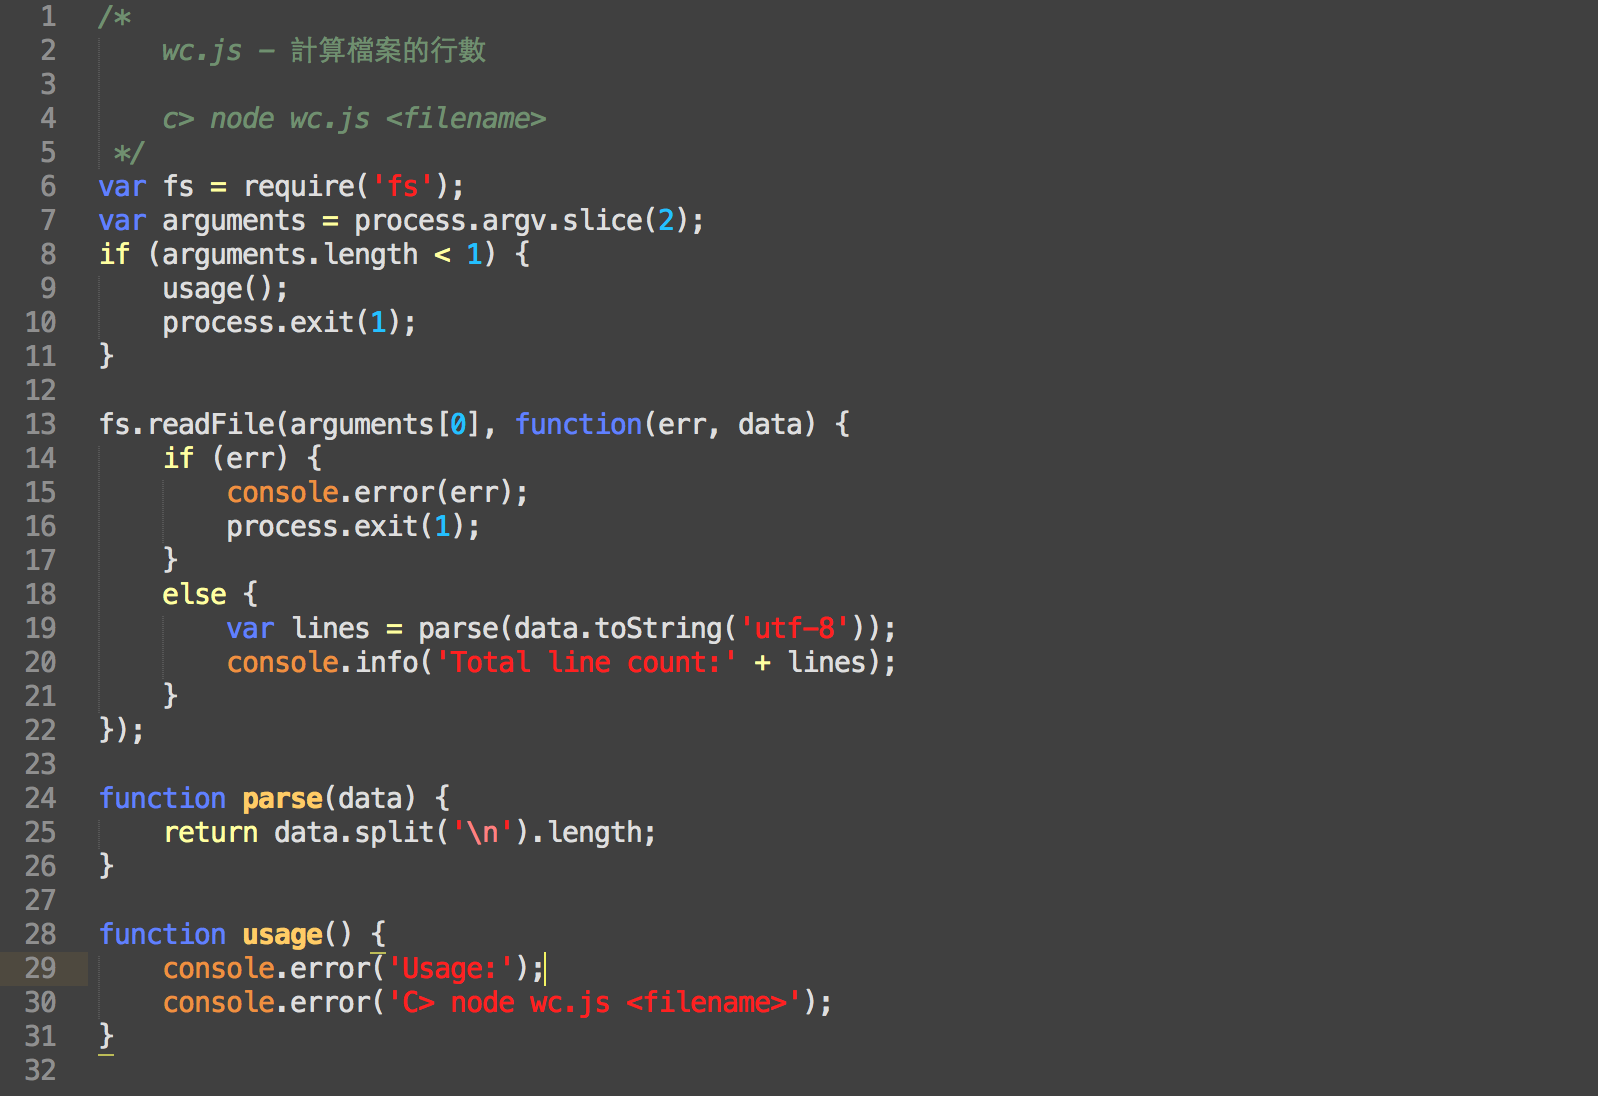 1 /*
2 wc.js - 計算檔案的行數
3
4 c> node wc.js <filename>
5 */
6 var fs = require('fs');
7 var arguments = process.argv.slice(2);
8 if (arguments.length < 1) {
9 usage();
10 process.exit(1);
11 }
12
13 fs.readFile(arguments[0], function(err, data) {
14 if (err) {
15 console.error(err);
16 process.exit(1);
17 }
18 else {
19 var lines = parse(data.toString('utf-8'));
20 console.info('Total line count:' + lines);
21 }
22 });
23
24 function parse(data) {
25 return data.split('\n').length;
26 }
27
28 function usage() {
29 console.error('Usage:');
30 console.error('C> node wc.js <filename>');
31 }
32